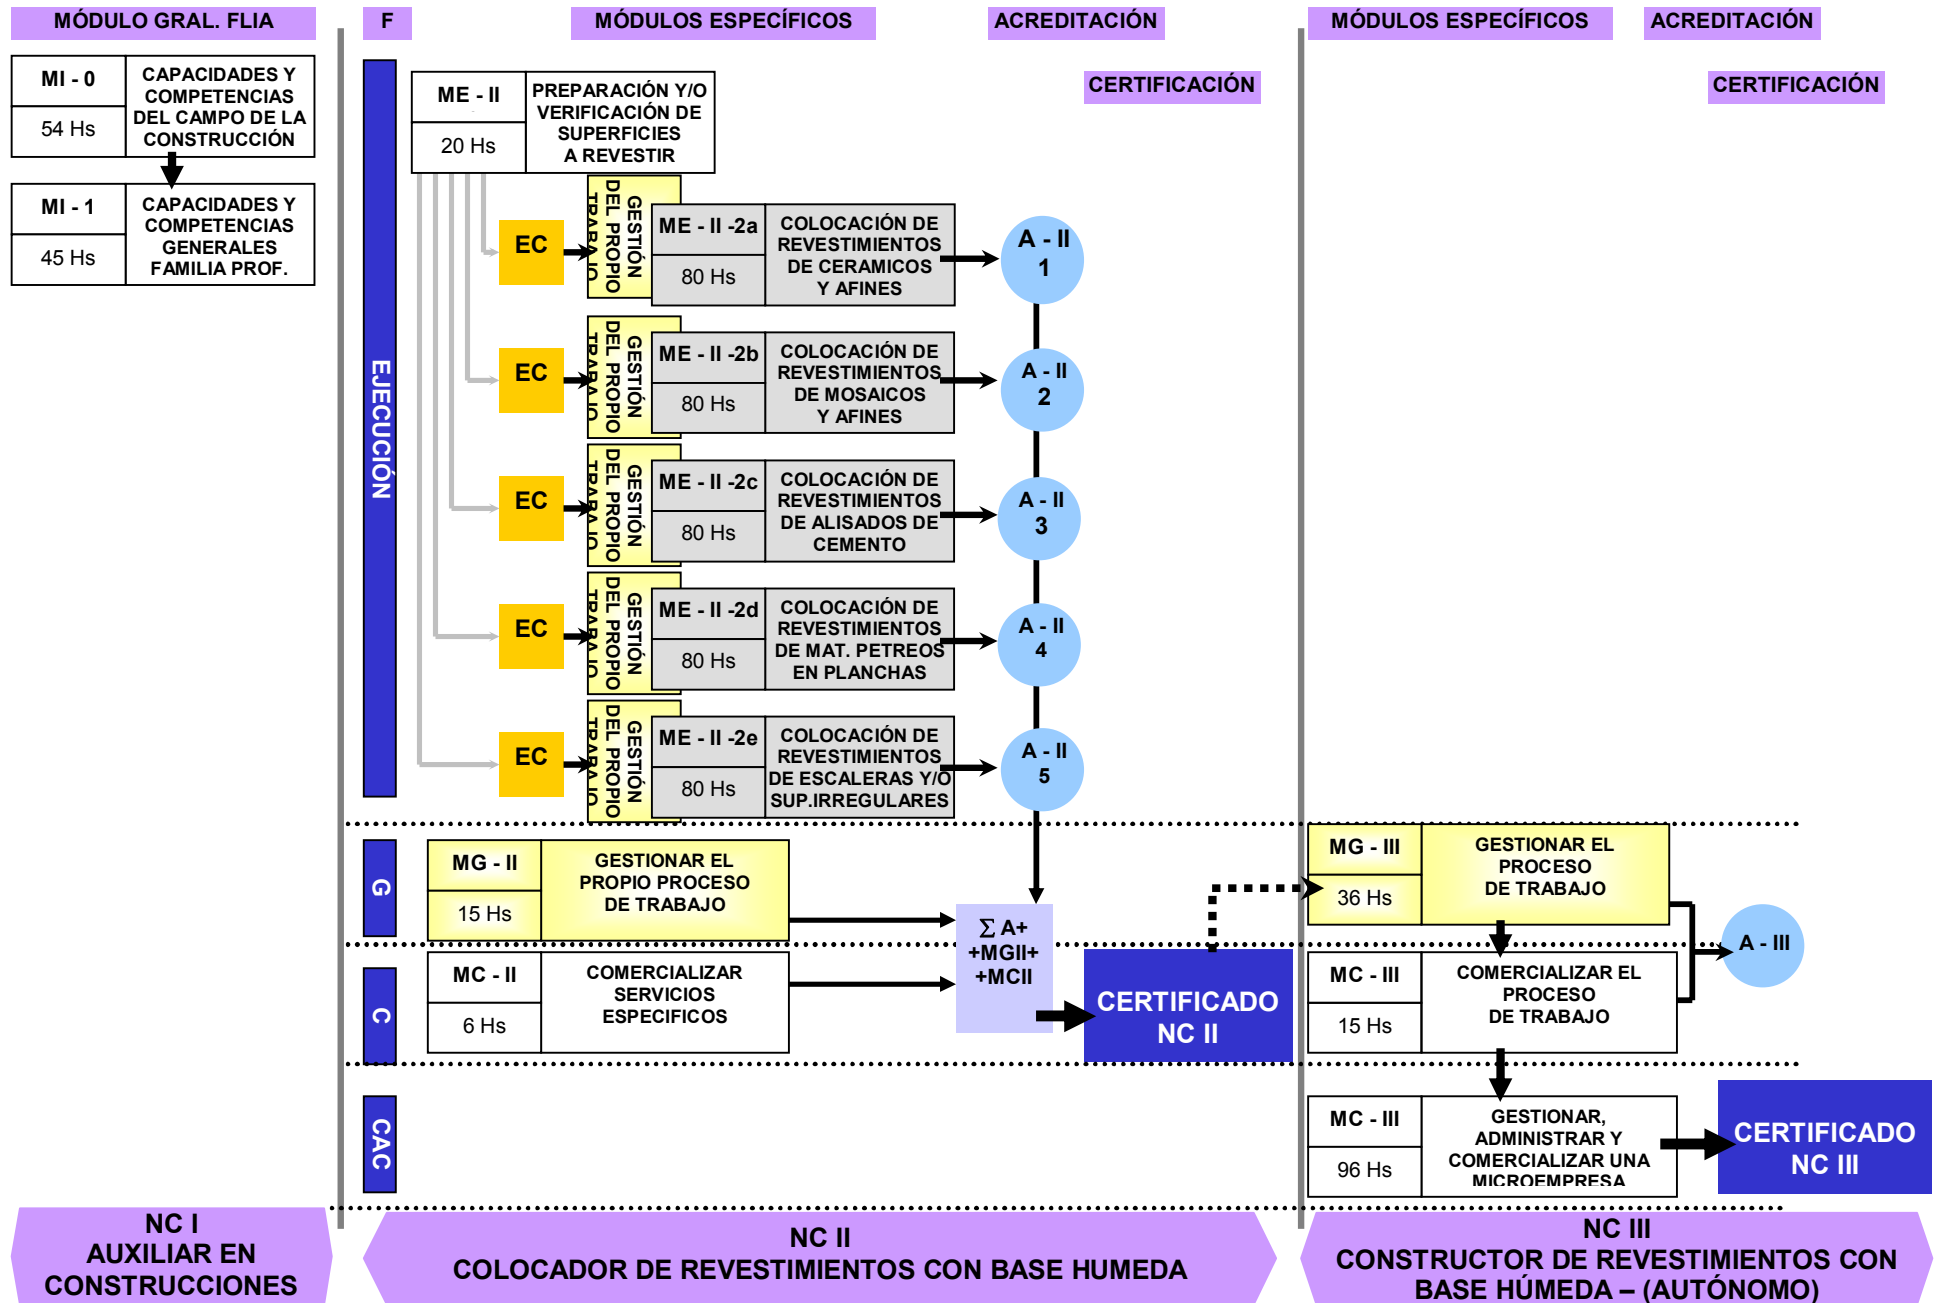 MÓDULO GRAL. FLIA
F
MÓDULOS ESPECÍFICOS
ACREDITACIÓN
MÓDULOS ESPECÍFICOS
ACREDITACIÓN
CERTIFICACIÓN
CERTIFICACIÓN
MI - 0
54 Hs
CAPACIDADES Y
COMPETENCIAS
DEL CAMPO DE LA
CONSTRUCCIÓN
MI - 1
45 Hs
CAPACIDADES Y
COMPETENCIAS
GENERALES
FAMILIA PROF.
EJECUCIÓN
ME - II
20 Hs
PREPARACIÓN Y/O
VERIFICACIÓN DE
SUPERFICIES
A REVESTIR
EC
GESTIÓN
DEL PROPIO
TRABAJO
ME - II -2a
80 Hs
COLOCACIÓN DE
REVESTIMIENTOS
DE CERAMICOS
Y AFINES
A - II
1
EC
GESTIÓN
DEL PROPIO
TRABAJO
ME - II -2b
80 Hs
COLOCACIÓN DE
REVESTIMIENTOS
DE MOSAICOS
Y AFINES
A - II
2
EC
GESTIÓN
DEL PROPIO
TRABAJO
ME - II -2c
80 Hs
COLOCACIÓN DE
REVESTIMIENTOS
DE ALISADOS DE
CEMENTO
A - II
3
EC
GESTIÓN
DEL PROPIO
TRABAJO
ME - II -2d
80 Hs
COLOCACIÓN DE
REVESTIMIENTOS
DE MAT. PETREOS
EN PLANCHAS
A - II
4
EC
GESTIÓN
DEL PROPIO
TRABAJO
ME - II -2e
80 Hs
COLOCACIÓN DE
REVESTIMIENTOS
DE ESCALERAS Y/O
SUP.IRREGULARES
A - II
5
G
MG - II
15 Hs
GESTIONAR EL
PROPIO PROCESO
DE TRABAJO
C
MC - II
6 Hs
COMERCIALIZAR
SERVICIOS
ESPECIFICOS
∑ A+
+MGII+
+MCII
CERTIFICADO
NC II
MG - III
36 Hs
GESTIONAR EL
PROCESO
DE TRABAJO
MC - III
15 Hs
COMERCIALIZAR EL
PROCESO
DE TRABAJO
A - III
CAC
MC - III
96 Hs
GESTIONAR,
ADMINISTRAR Y
COMERCIALIZAR UNA
MICROEMPRESA
CERTIFICADO
NC III
NC I
AUXILIAR EN
CONSTRUCCIONES
NC II
COLOCADOR DE REVESTIMIENTOS CON BASE HUMEDA
NC III
CONSTRUCTOR DE REVESTIMIENTOS CON
BASE HÚMEDA – (AUTÓNOMO)